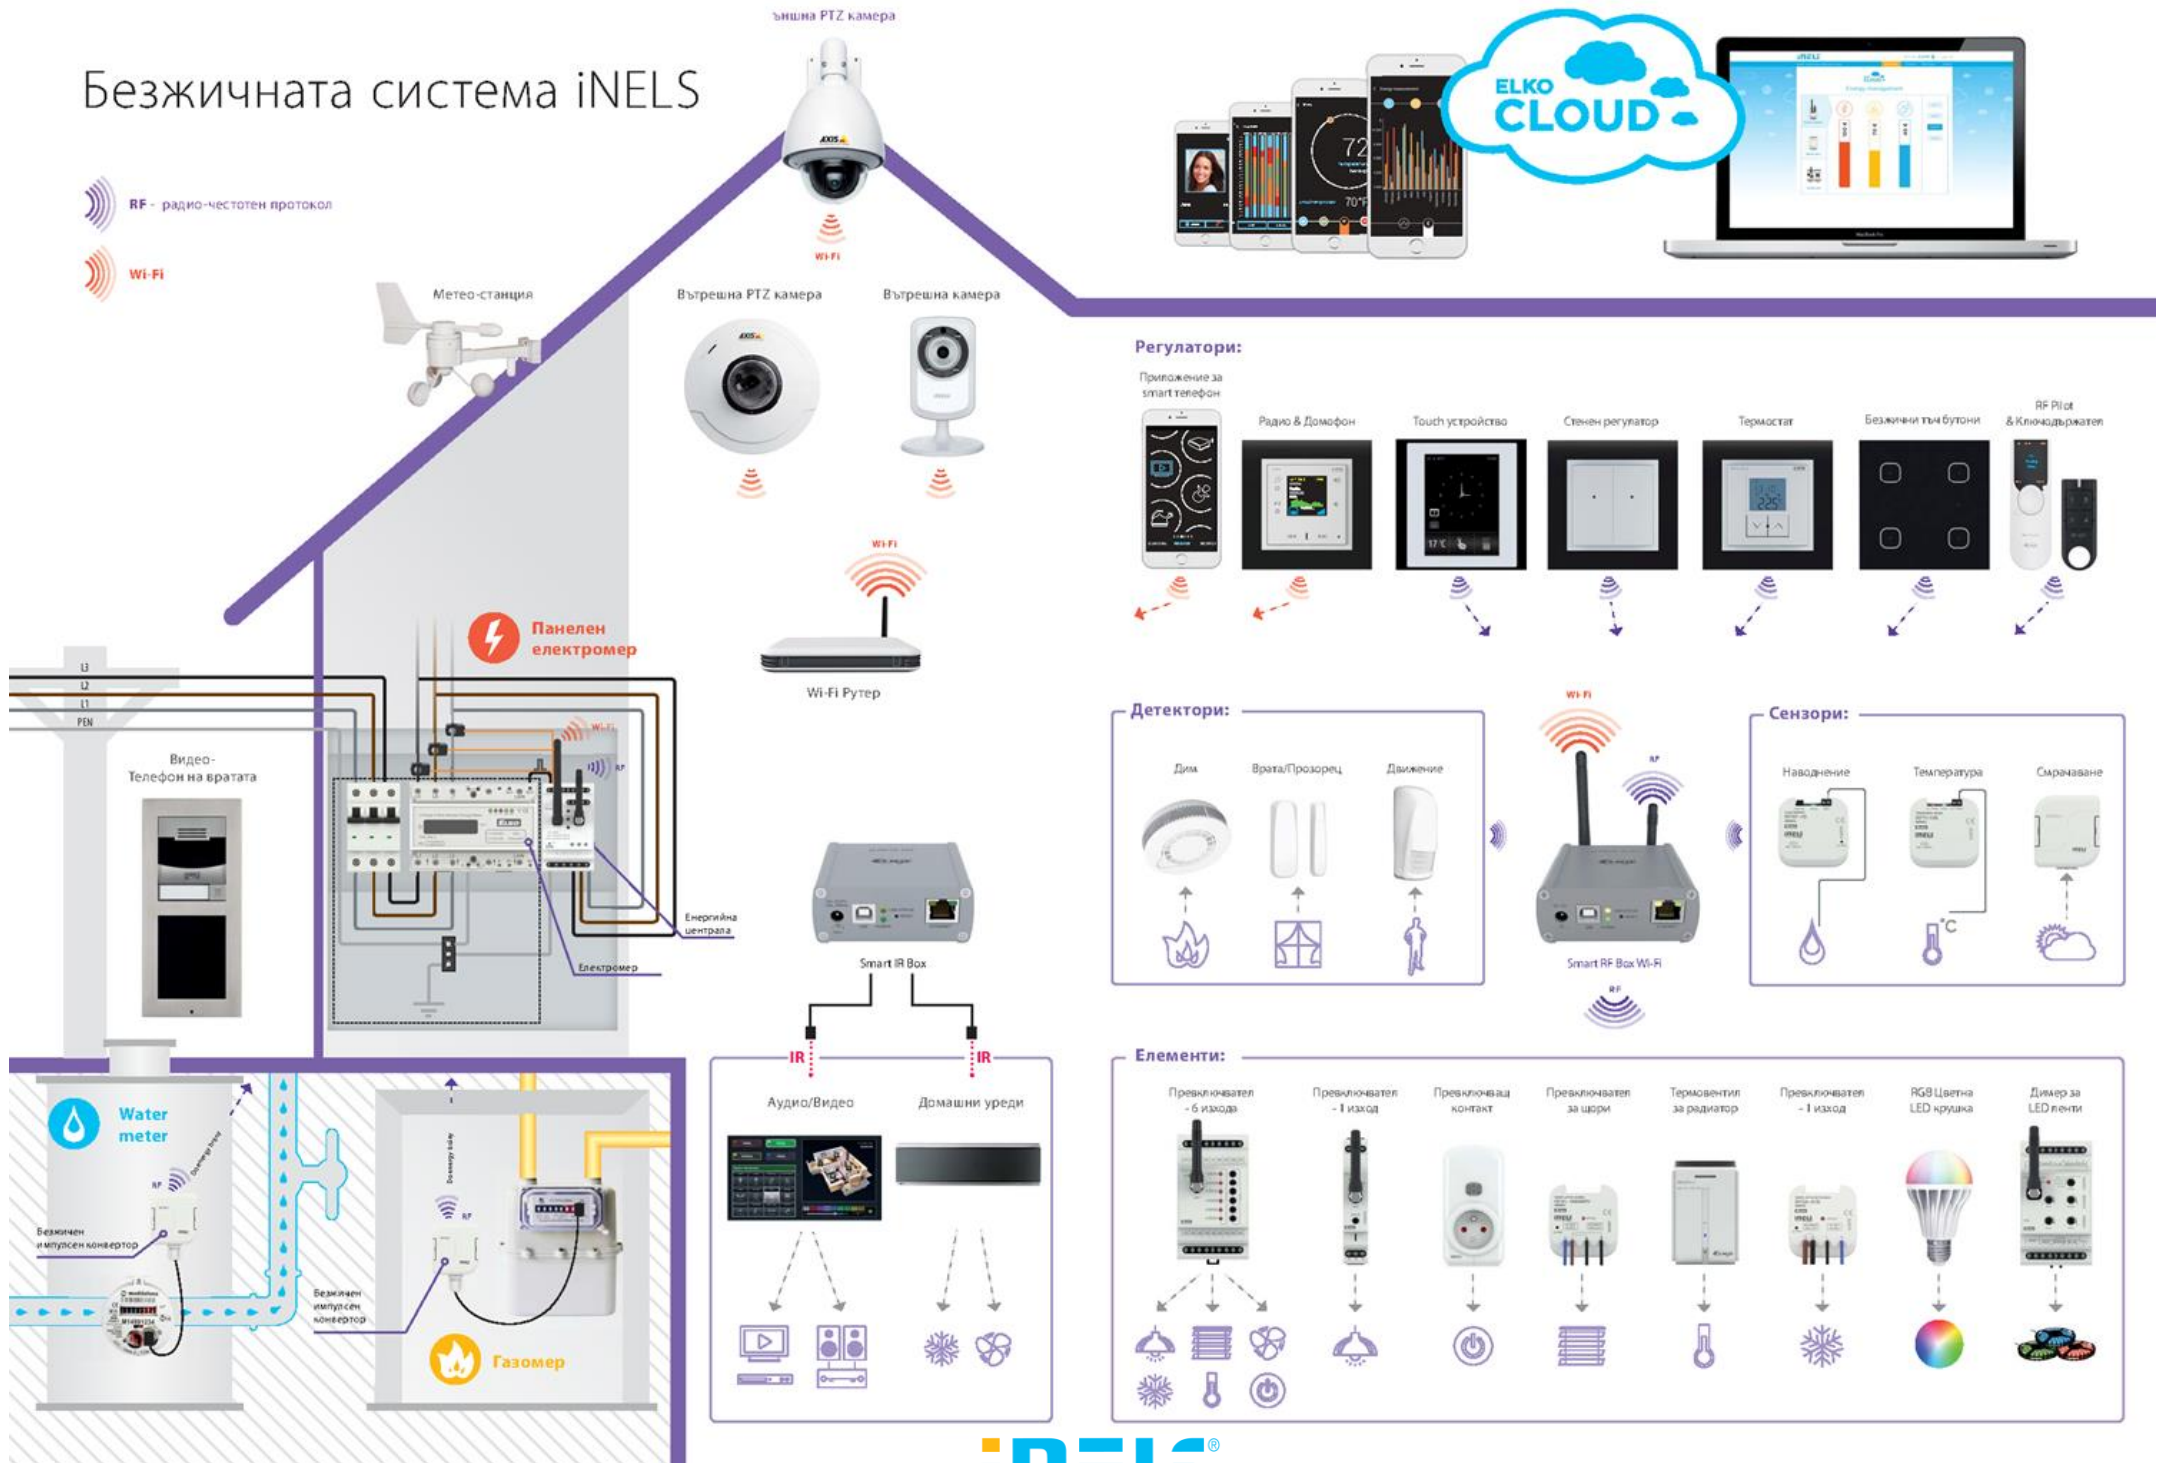 ъншна PTZ камера
Безжичната система iNELS
RF - радио-честотен протокол
Wi-Fi
AXIS
Wi-Fi
ELKO
CLOUD
Метео-станция
Вътрешна PTZ камера
Вътрешна камера
AXIS
72
70°F
Регулатори:
Приложение за
smart телефон
Радио & Домофон
Touch устройство
Стенен регулатор
Термостат
Безжични тъч бутони
RF Pilot
& Ключодържател
Wi-Fi
Wi-Fi Рутер
Панелен
електромер
L3
L2
L1
PEN
Wi-Fi
RF
Видео-
Телефон на вратата
Енергийна
централа
Електромер
Smart IR Box
IR
IR
Аудио/Видео
Домашни уреди
Детектори:
Дим
Врата/Прозорец
Движение
Wi-Fi
RF
Smart RF Box Wi-Fi
RF
Сензори:
Наводнение
Температура
Смрачаване
°C
Елементи:
Превключвател
- 6 изхода
Превключвател
- 1 изход
Превключващ
контакт
Превключвател
за щори
Термовентил
за радиатор
Превключвател
- 1 изход
RGB Цветна
LED крушка
Димер за
LED ленти
Water
meter
RF
Безжичен
импулсен конвертор
RF
Безжичен
импулсен
конвертор
Газомер